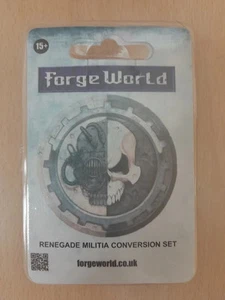 15+
Forge World
RENEGADE MILITIA CONVERSION SET
forgeworld.co.uk